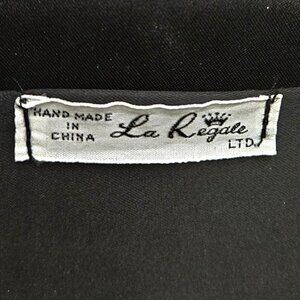 HAND MADE
IN
CHINA
La Regale
LTD.